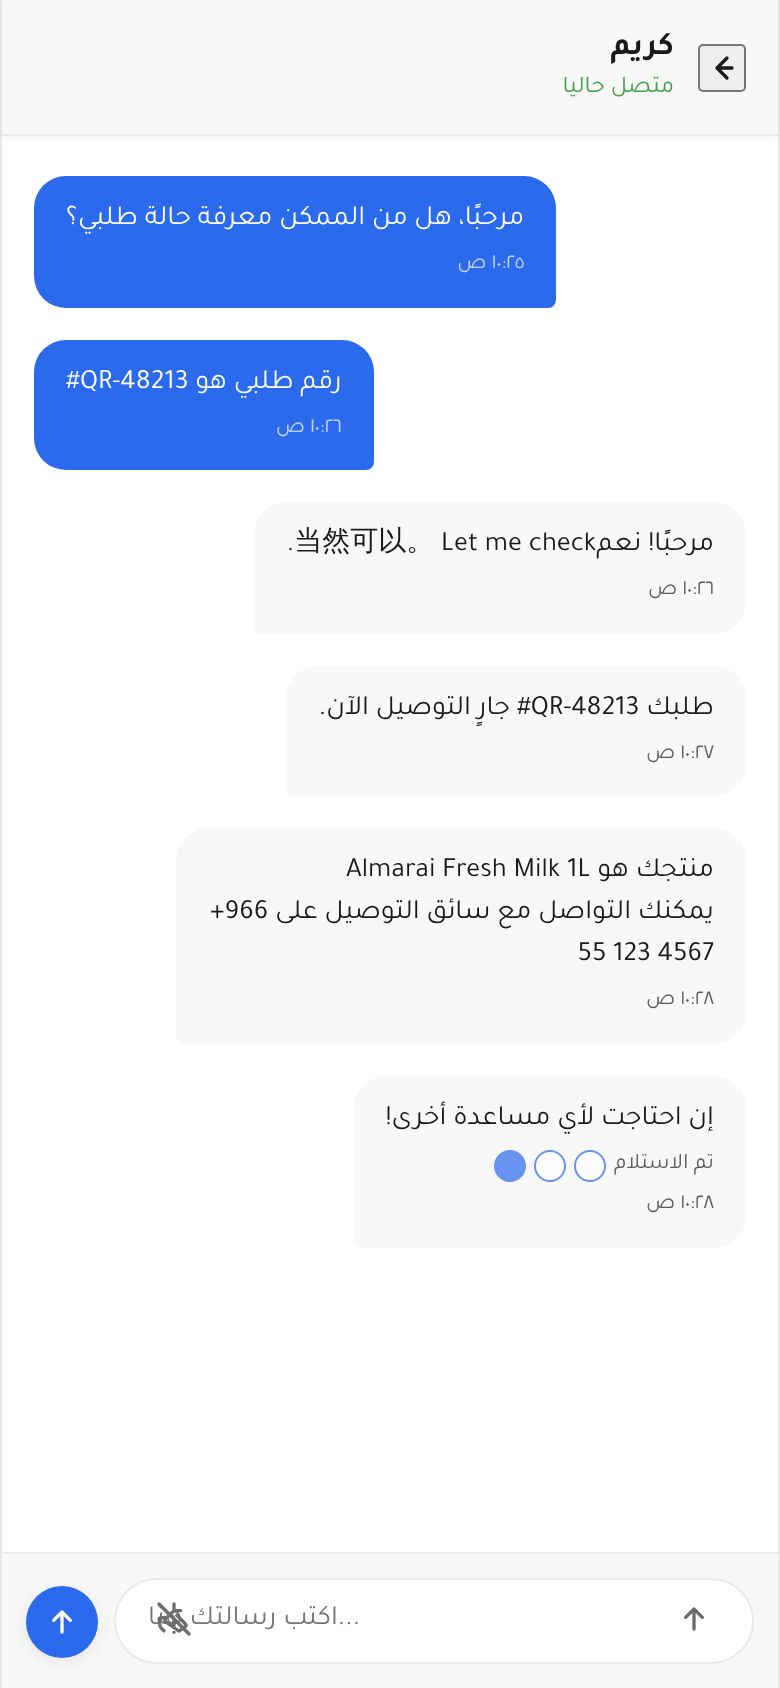 كريم
متصل حاليا
مرحبًا، هل من الممكن معرفة حالة طلبي؟
١٠:٢٥ ص
رقم طلبي هو QR-48213#
١٠:٢٦ ص
مرحبًا! نعمLet me check 当然可以。.
١٠:٢٦ ص
طلبك QR-48213# جارٍ التوصيل الآن.
١٠:٢٧ ص
منتجك هو Almarai Fresh Milk 1L
يمكنك التواصل مع سائق التوصيل على 966+
55 123 4567
١٠:٢٨ ص
إن احتاجت لأي مساعدة أخرى!
تم الاستلام
١٠:٢٨ ص
اكتب رسالتك...